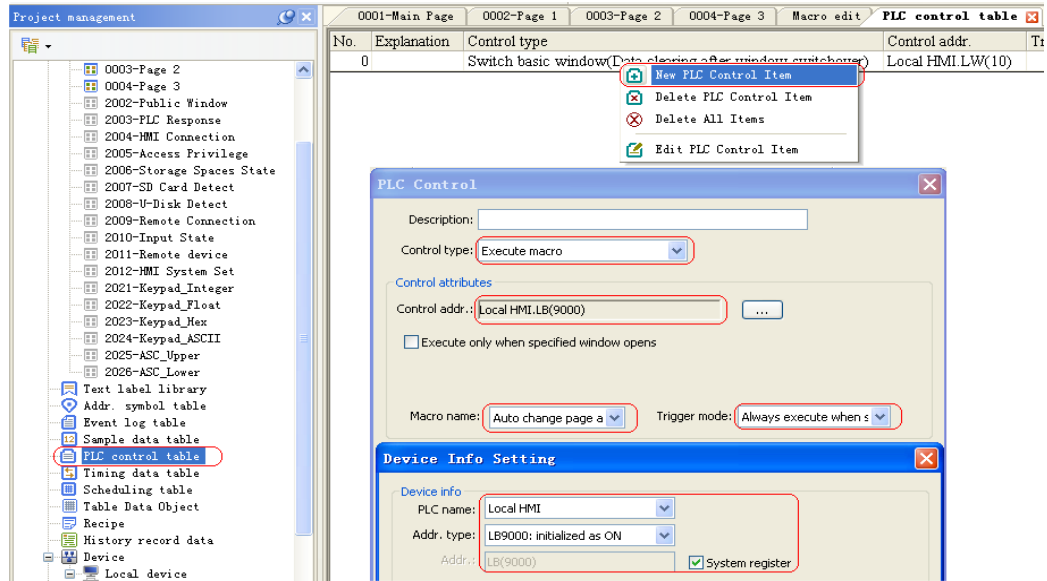 Project management
0003-Page 2
0004-Page 3
2002-Public Window
2003-PLC Response
2004-HMI Connection
2005-Access Privilege
2006-Storage Spaces State
2007-SD Card Detect
2008-U-Disk Detect
2009-Remote Connection
2010-Input State
2011-Remote device
2012-HMI System Set
2021-Keypad_Integer
2022-Keypad_Float
2023-Keypad_Hex
2024-Keypad_ASCII
2025-ASC_Upper
2026-ASC_Lower
Text label library
Addr. symbol table
Event log table
12 Sample data table
PLC control table
Timing data table
Scheduling table
Table Data Object
Recipe
History record data
Device
Local device
0001-Main Page 0002-Page 1 0003-Page 2 0004-Page 3 Macro edit PLC control table
No. Explanation Control type Control addr. Tr
0 Switch basic window(Data clearing after window switchover) Local HMI.LW(10)
New PLC Control Item
Delete PLC Control Item
Delete All Items
Edit PLC Control Item
PLC Control
Description:
Control type: Execute macro
Control attributes
Control addr.: Local HMI.LB(9000) ...
Execute only when specified window opens
Macro name: Auto change page a Trigger mode: Always execute when s
Device Info Setting
Device info
PLC name: Local HMI
Addr. type: LB9000: initialized as ON
Addr.: LB(9000) System register